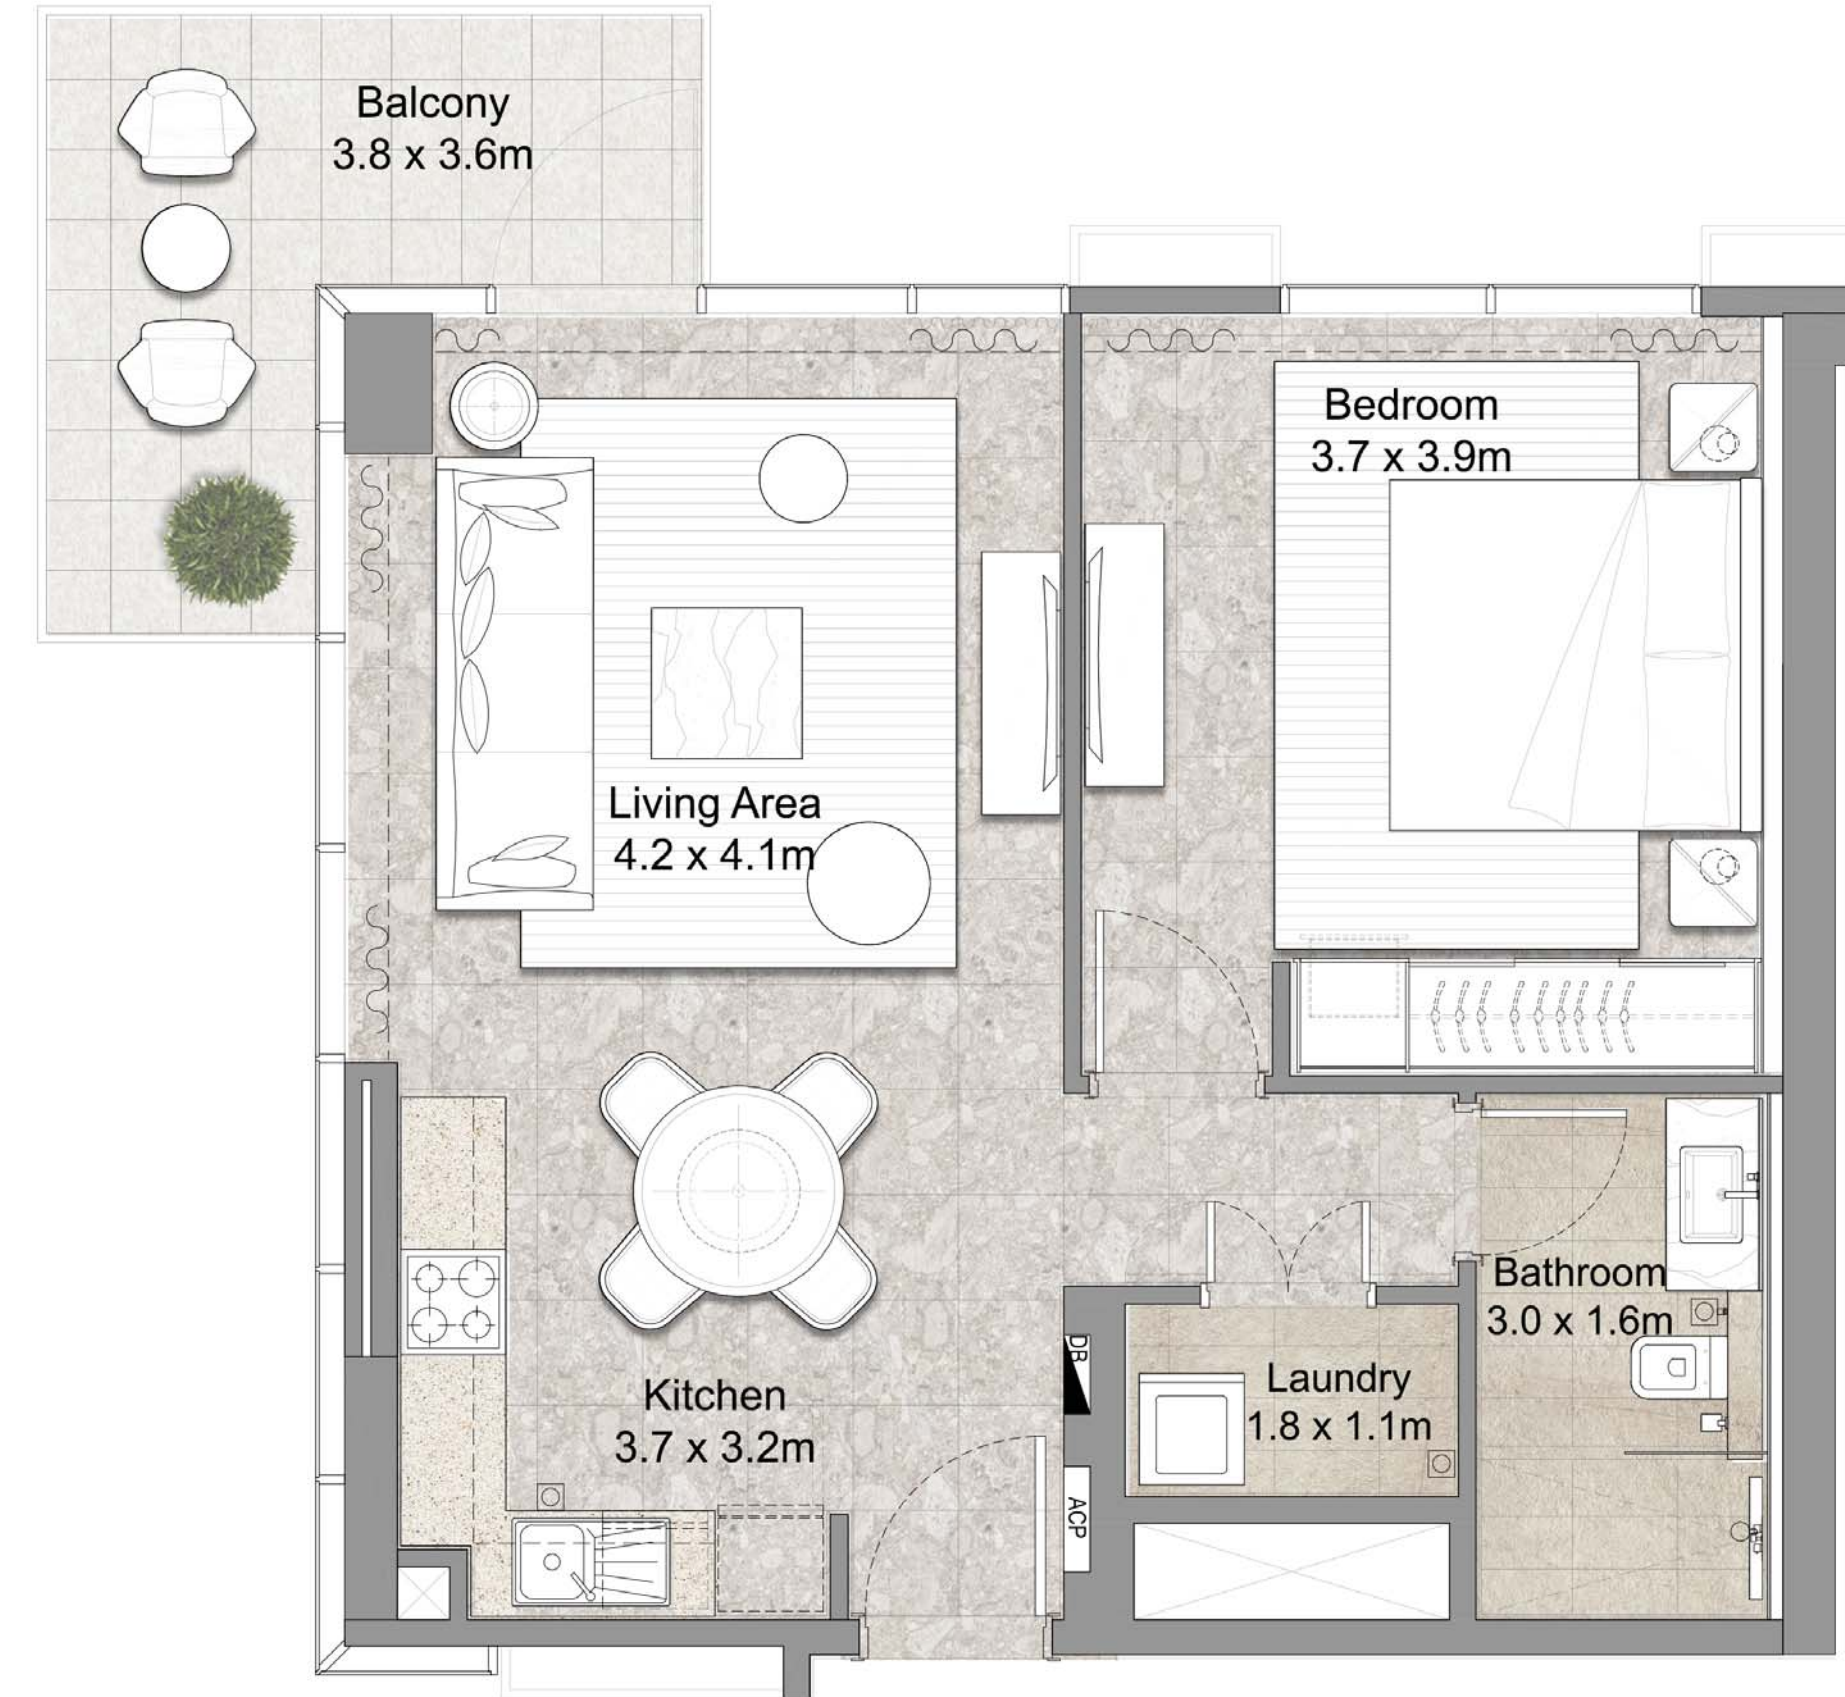 Balcony
3.8 x 3.6m
Bedroom
3.7 x 3.9m
Living Area
4.2 x 4.1m
Bathroom
3.0 x 1.6m
DB
Laundry
1.8 x 1.1m
Kitchen
3.7 x 3.2m
ACP